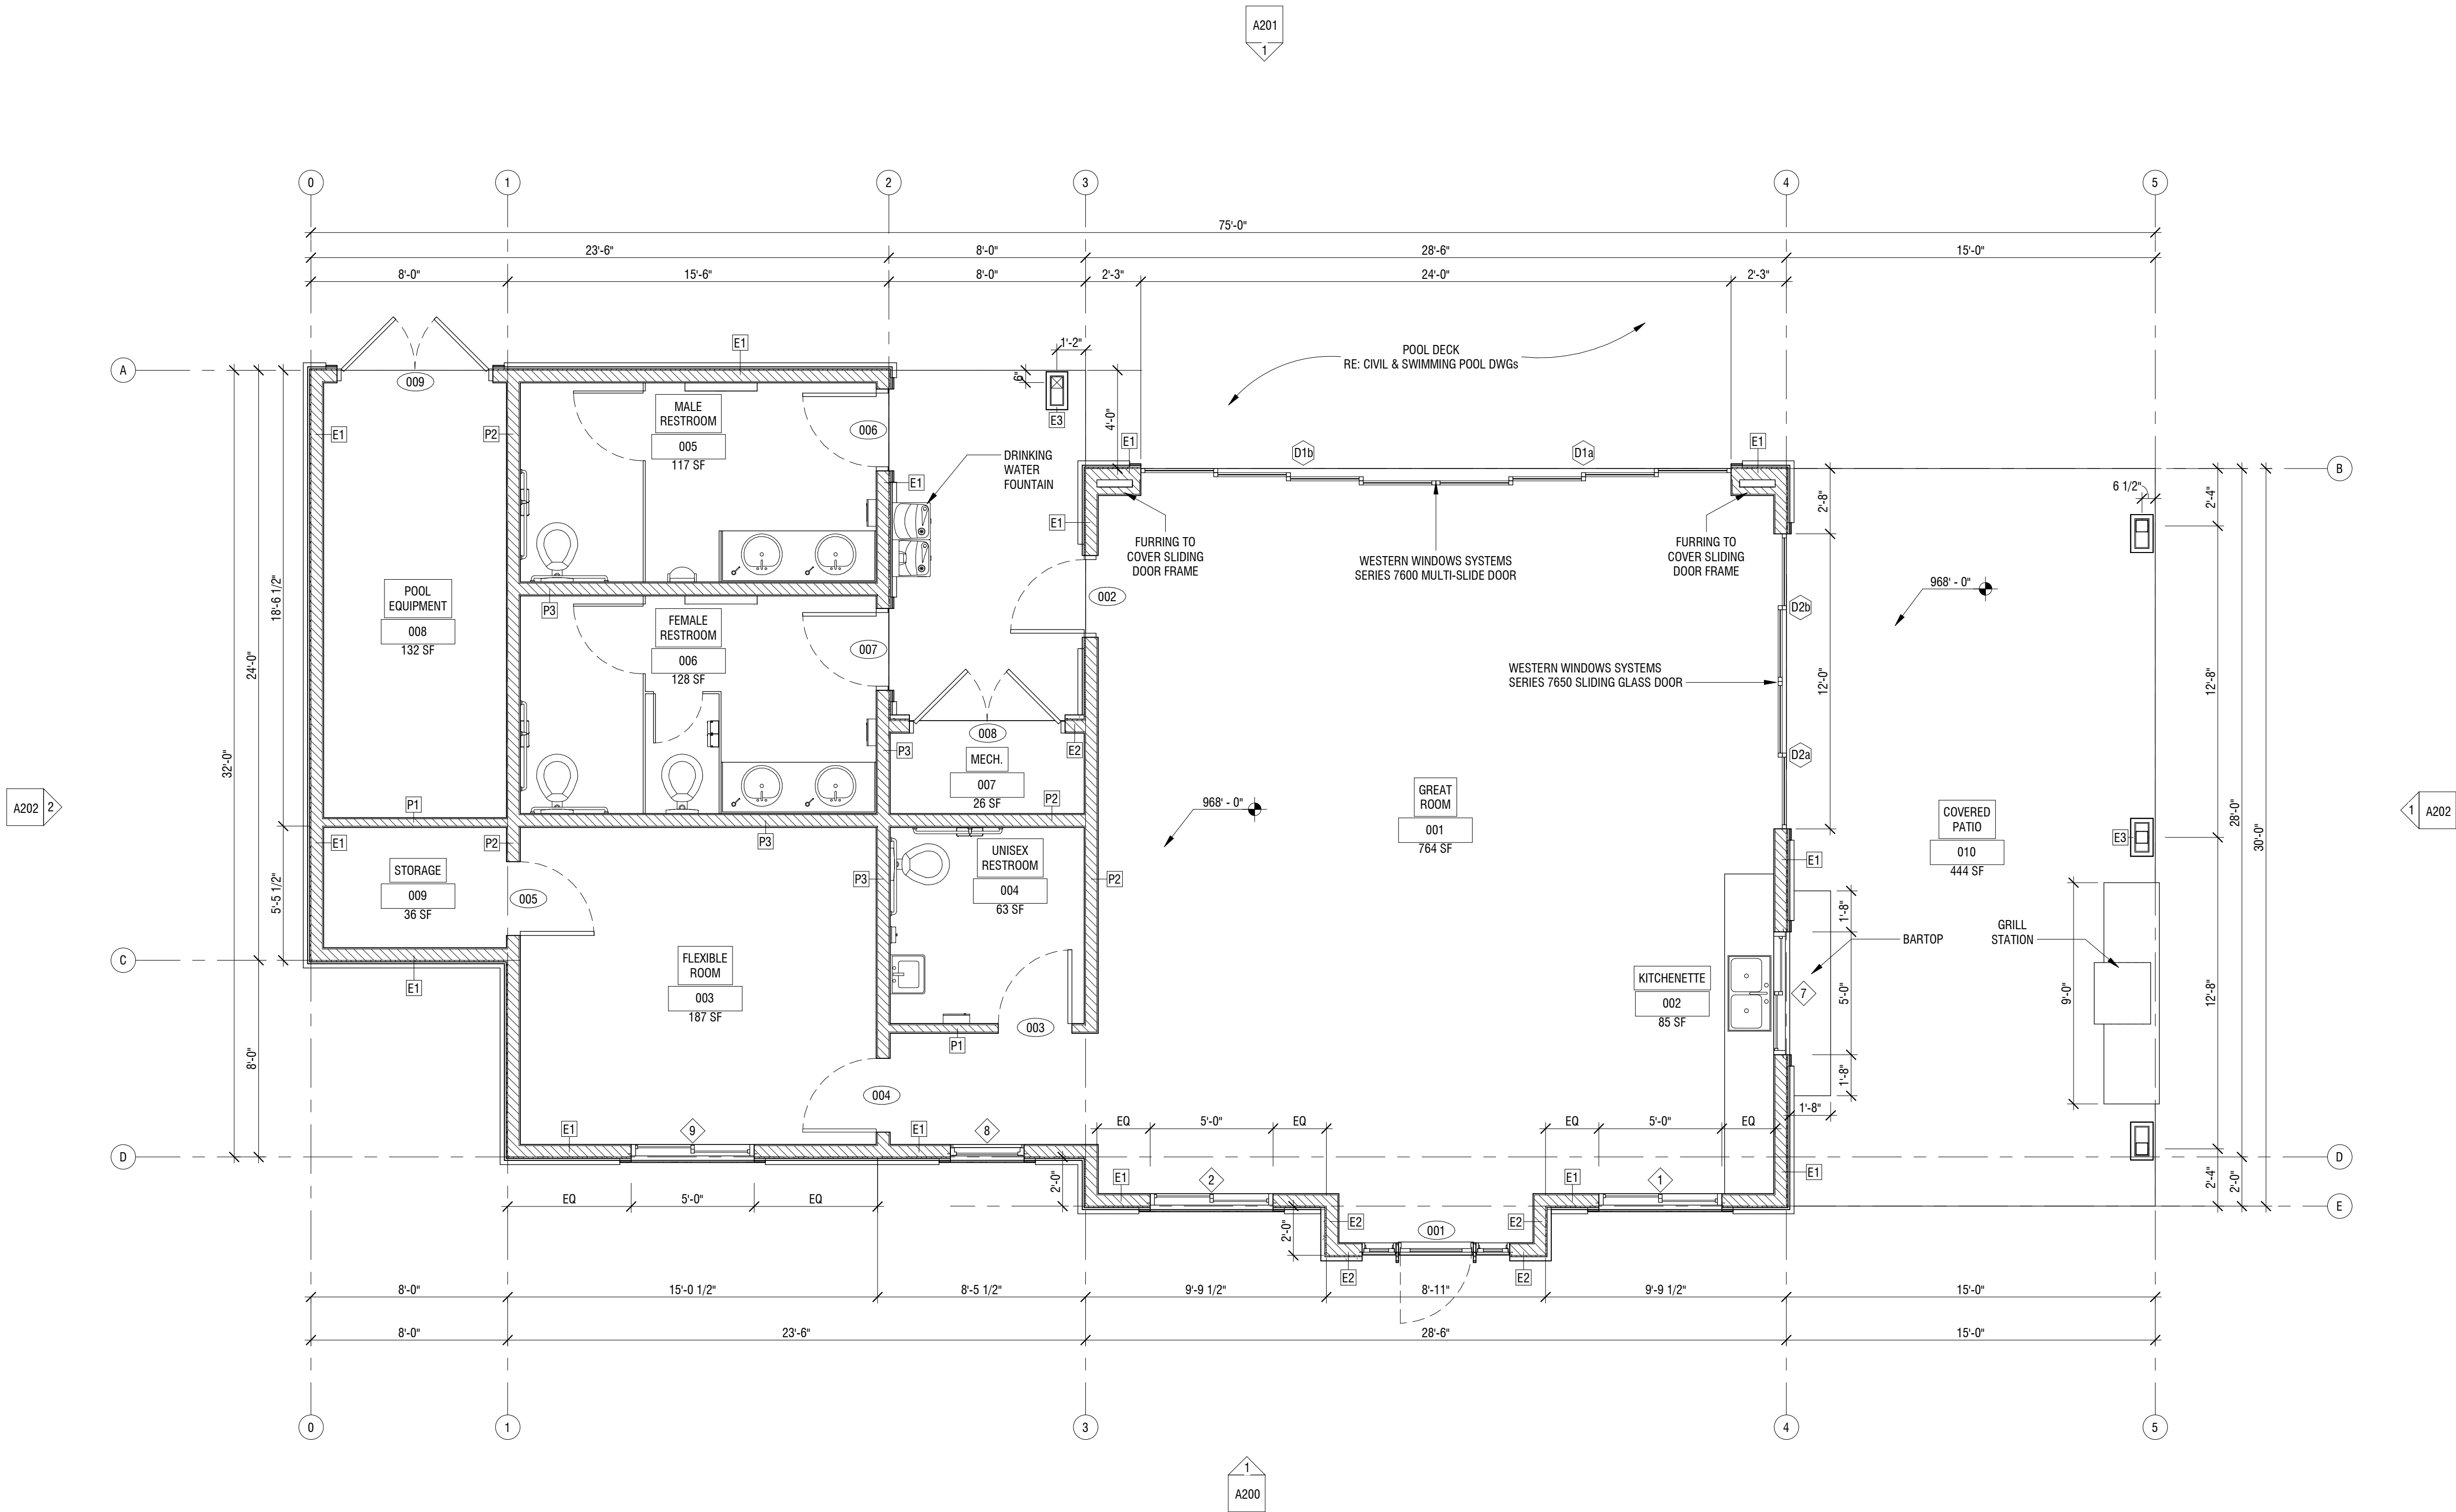 A201
1
0
1
2
3
4
5
75'-0"
23'-6"
8'-0"
28'-6"
15'-0"
8'-0"
15'-6"
8'-0"
2'-3"
24'-0"
2'-3"
A
009
E1
1'-2"
6"
E3
4'-0"
POOL DECK
RE: CIVIL & SWIMMING POOL DWGs
E1
P2
MALE
RESTROOM
005
117 SF
006
DRINKING
WATER
FOUNTAIN
E1
E1
E1
D1b
D1a
E1
B
6 1/2"
2'-4"
2'-8"
FURRING TO
COVER SLIDING
DOOR FRAME
WESTERN WINDOWS SYSTEMS
SERIES 7600 MULTI-SLIDE DOOR
FURRING TO
COVER SLIDING
DOOR FRAME
18'-6 1/2"
24'-0"
32'-0"
POOL
EQUIPMENT
008
132 SF
P3
FEMALE
RESTROOM
006
128 SF
007
002
968' - 0"
D2b
12'-0"
WESTERN WINDOWS SYSTEMS
SERIES 7650 SLIDING GLASS DOOR
D2a
12'-8"
28'-0"
30'-0"
P3
008
E2
MECH.
007
26 SF
P2
968' - 0"
A202
2
1
A202
P1
E1
P2
P3
GREAT
ROOM
001
764 SF
COVERED
PATIO
010
444 SF
E3
E1
STORAGE
009
36 SF
005
5'-5 1/2"
P3
UNISEX
RESTROOM
004
63 SF
P2
C
E1
FLEXIBLE
ROOM
003
187 SF
KITCHENETTE
002
85 SF
7
1'-8"
5'-0"
1'-8"
BARTOP
GRILL
STATION
9'-0"
12'-8"
8'-0"
P1
003
004
1'-8"
D
E1
9
E1
8
EQ
5'-0"
EQ
EQ
5'-0"
EQ
E1
D
2'-0"
E1
2
E1
1
2'-4"
2'-0"
E
EQ
5'-0"
EQ
2'-0"
E2
001
E2
E2
E2
8'-0"
15'-0 1/2"
8'-5 1/2"
9'-9 1/2"
8'-11"
9'-9 1/2"
15'-0"
8'-0"
23'-6"
28'-6"
15'-0"
0
1
3
4
5
1
A200